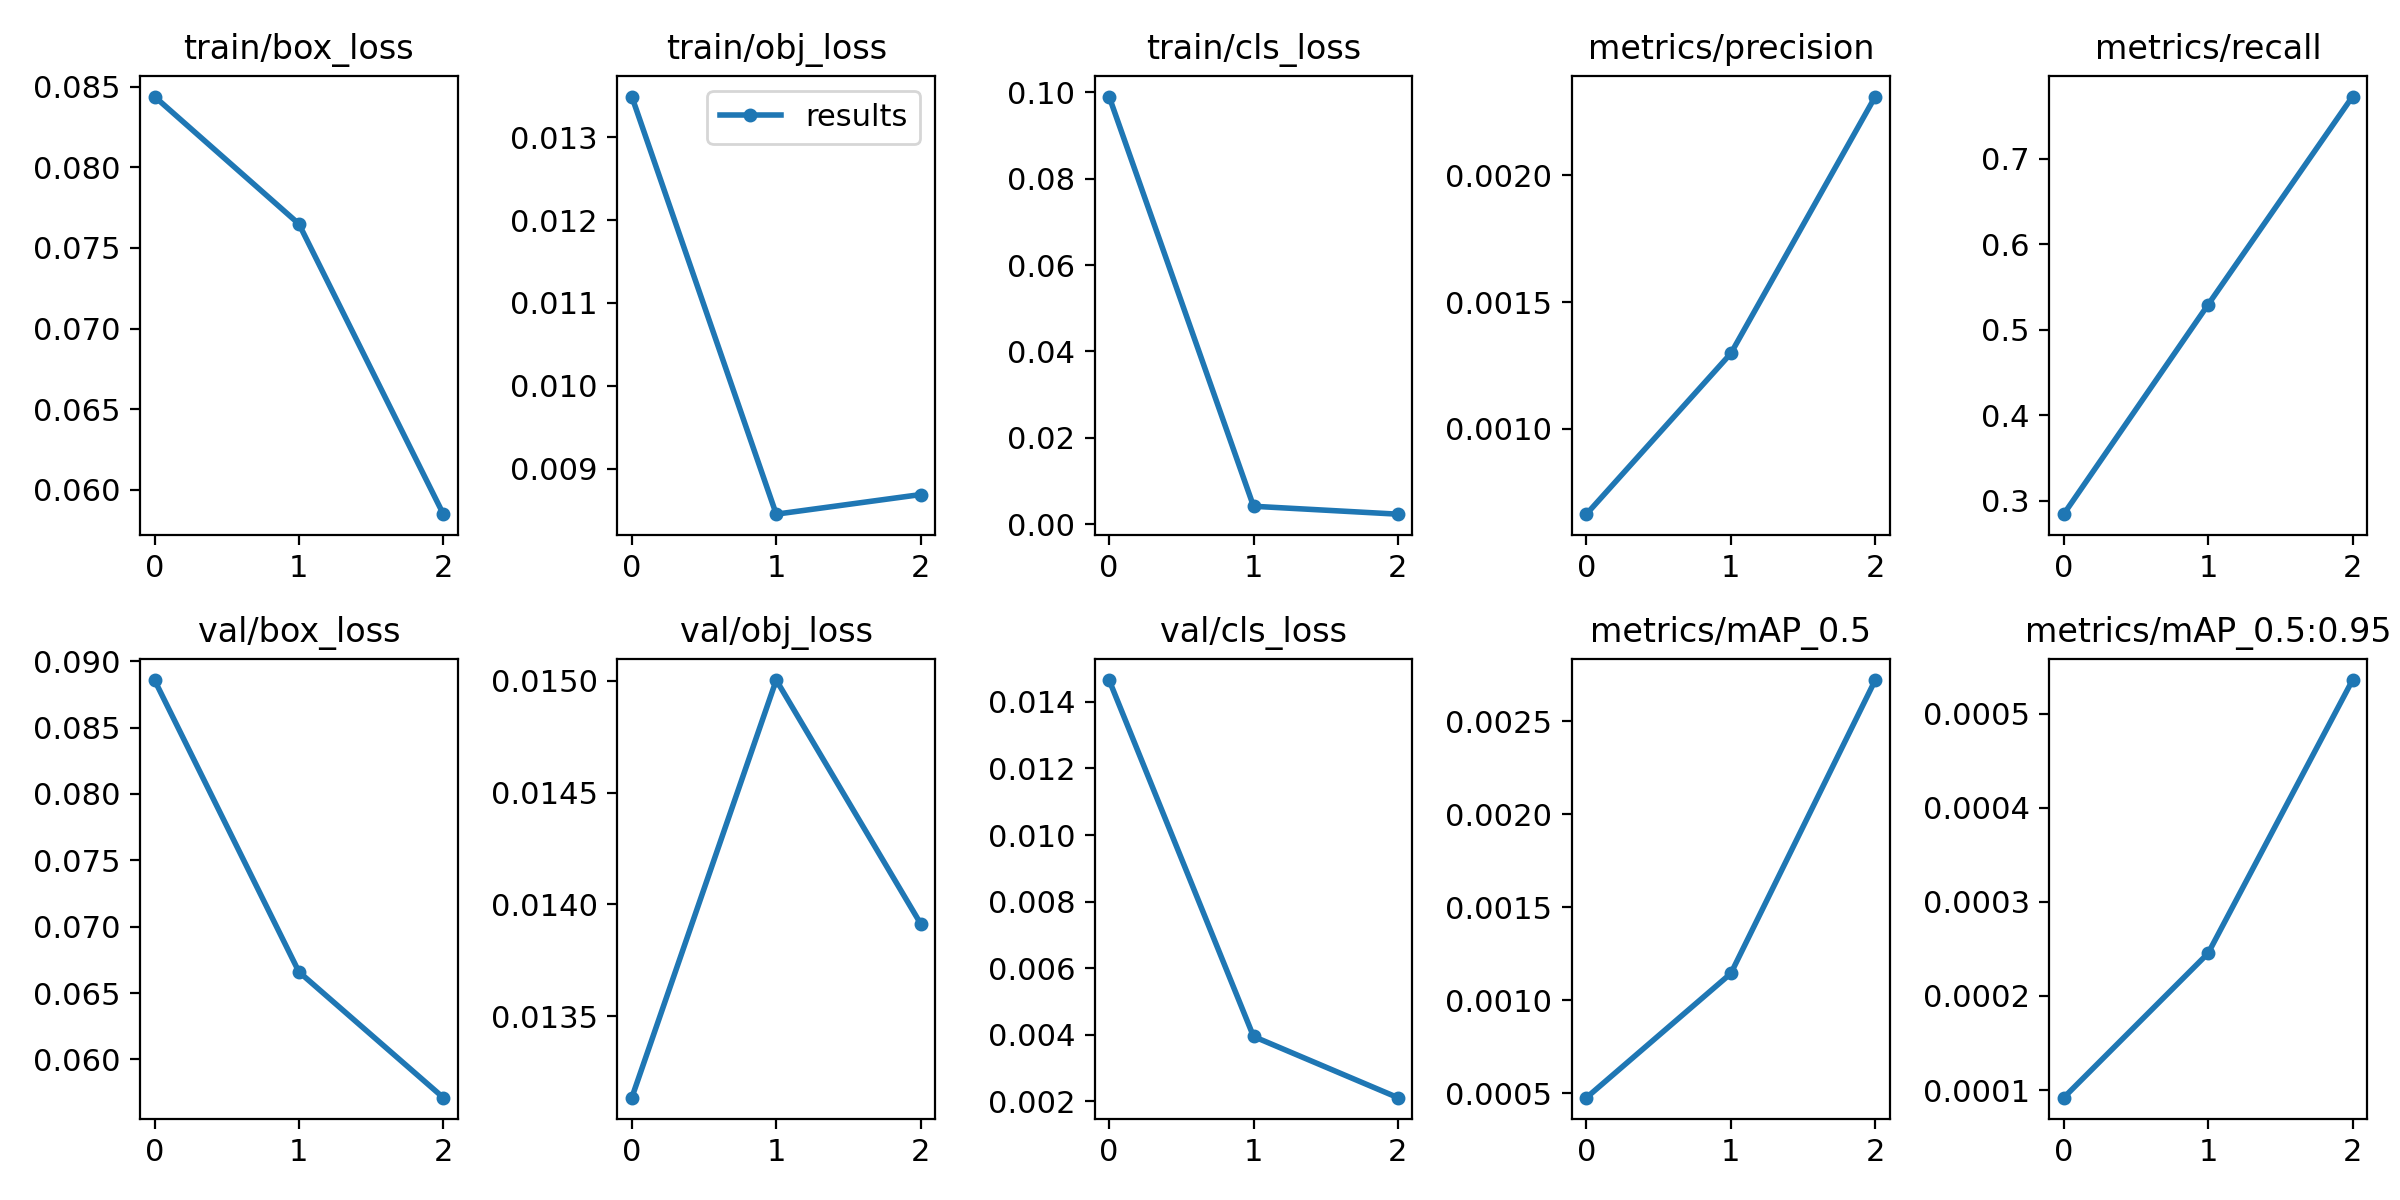 train/box_loss
0.085
0.080
0.075
0.070
0.065
0.060
0 1 2
train/obj_loss
results
0.013
0.012
0.011
0.010
0.009
0 1 2
train/cls_loss
0.10
0.08
0.06
0.04
0.02
0.00
0 1 2
metrics/precision
0.0020
0.0015
0.0010
0 1 2
metrics/recall
0.7
0.6
0.5
0.4
0.3
0 1 2
val/box_loss
0.090
0.085
0.080
0.075
0.070
0.065
0.060
0 1 2
val/obj_loss
0.0150
0.0145
0.0140
0.0135
0 1 2
val/cls_loss
0.014
0.012
0.010
0.008
0.006
0.004
0.002
0 1 2
metrics/mAP_0.5
0.0025
0.0020
0.0015
0.0010
0.0005
0 1 2
metrics/mAP_0.5:0.95
0.0005
0.0004
0.0003
0.0002
0.0001
0 1 2